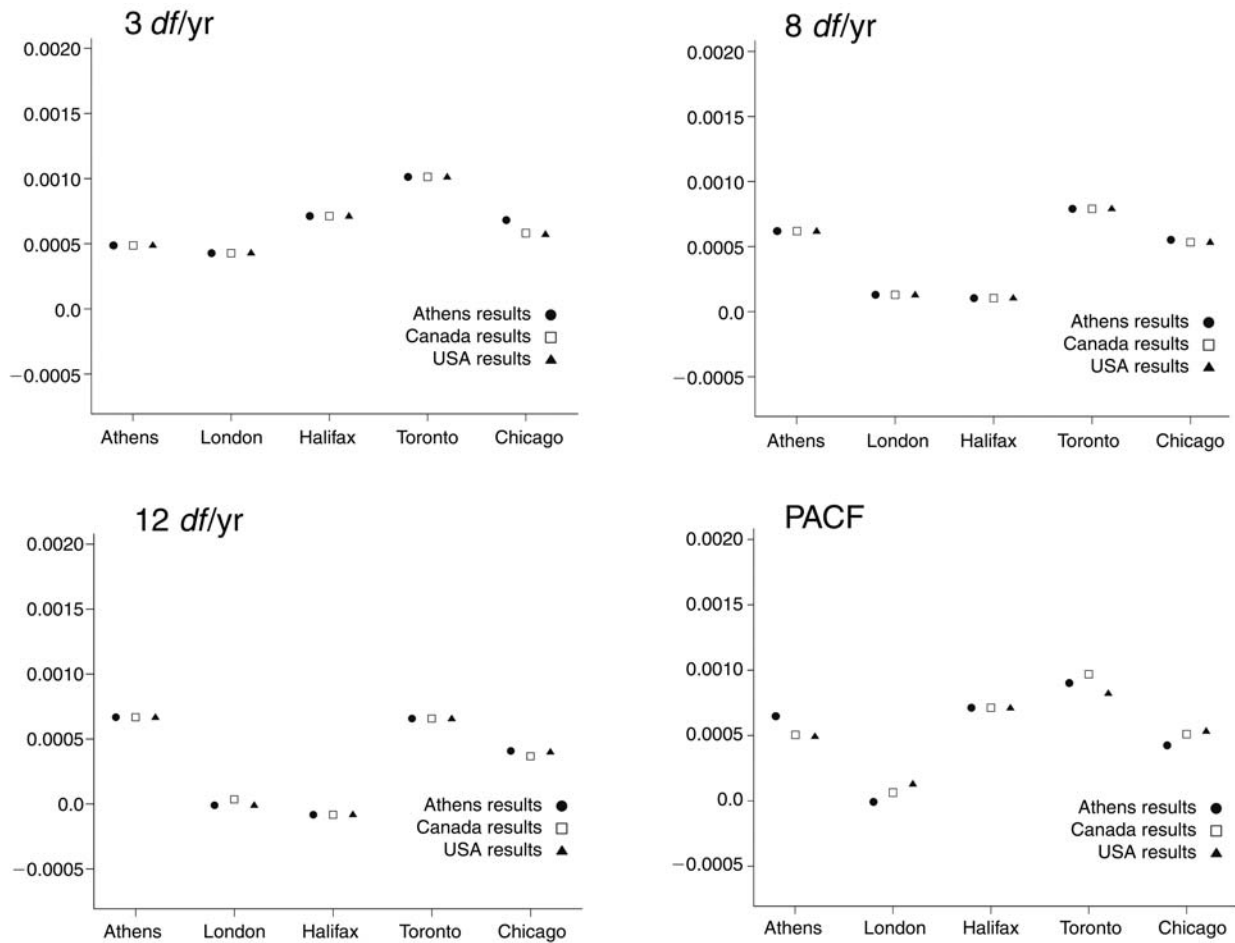 3 df/yr
0.0020
0.0015
0.0010
0.0005
0.0
−0.0005
Athens results
Canada results
USA results
Athens London Halifax Toronto Chicago
8 df/yr
0.0020
0.0015
0.0010
0.0005
0.0
−0.0005
Athens results
Canada results
USA results
Athens London Halifax Toronto Chicago
12 df/yr
0.0020
0.0015
0.0010
0.0005
0.0
−0.0005
Athens results
Canada results
USA results
Athens London Halifax Toronto Chicago
PACF
0.0020
0.0015
0.0010
0.0005
0.0
−0.0005
Athens results
Canada results
USA results
Athens London Halifax Toronto Chicago